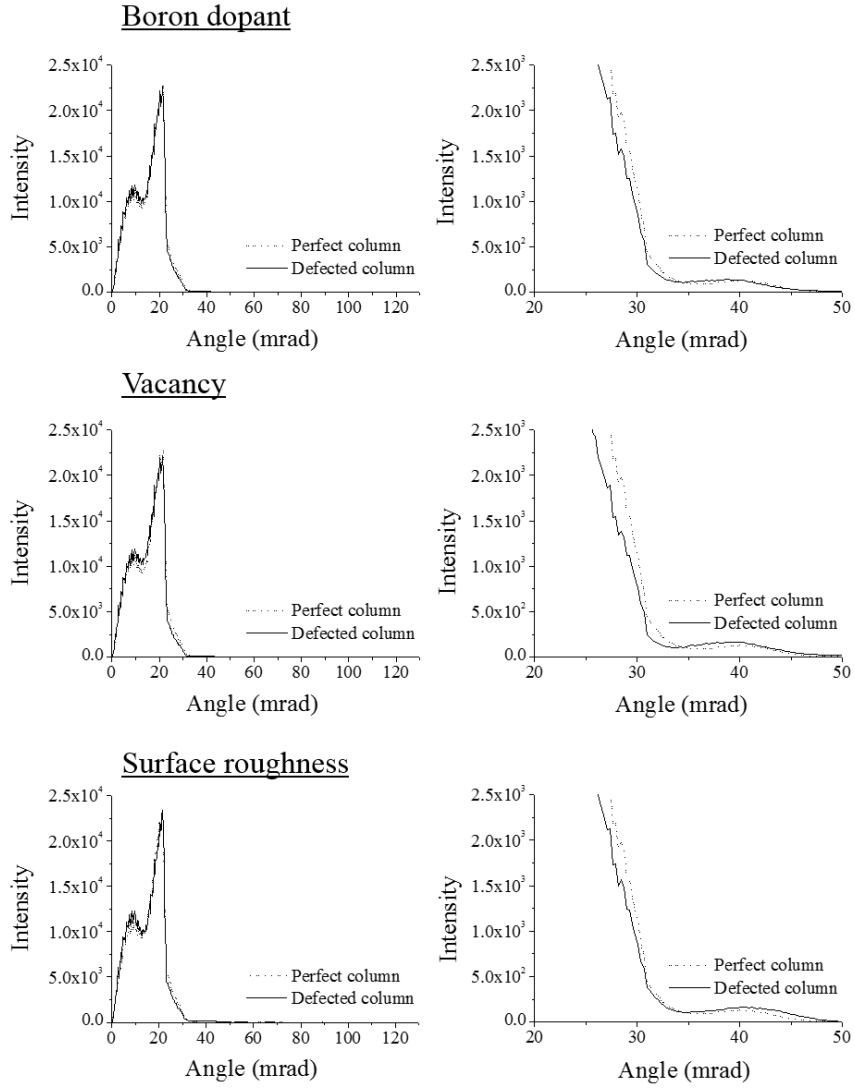 Boron dopant
2.5x10⁴
2.0x10⁴
1.5x10⁴
1.0x10⁴
5.0x10³
0.0
Intensity
Perfect column
Defected column
0 20 40 60 80 100 120
Angle (mrad)
2.5x10³
2.0x10³
1.5x10³
1.0x10³
5.0x10²
0.0
Intensity
Perfect column
Defected column
20 30 40 50
Angle (mrad)
Vacancy
2.5x10⁴
2.0x10⁴
1.5x10⁴
1.0x10⁴
5.0x10³
0.0
Intensity
Perfect column
Defected column
0 20 40 60 80 100 120
Angle (mrad)
2.5x10³
2.0x10³
1.5x10³
1.0x10³
5.0x10²
0.0
Intensity
Perfect column
Defected column
20 30 40 50
Angle (mrad)
Surface roughness
2.5x10⁴
2.0x10⁴
1.5x10⁴
1.0x10⁴
5.0x10³
0.0
Intensity
Perfect column
Defected column
0 20 40 60 80 100 120
Angle (mrad)
2.5x10³
2.0x10³
1.5x10³
1.0x10³
5.0x10²
0.0
Intensity
Perfect column
Defected column
20 30 40 50
Angle (mrad)